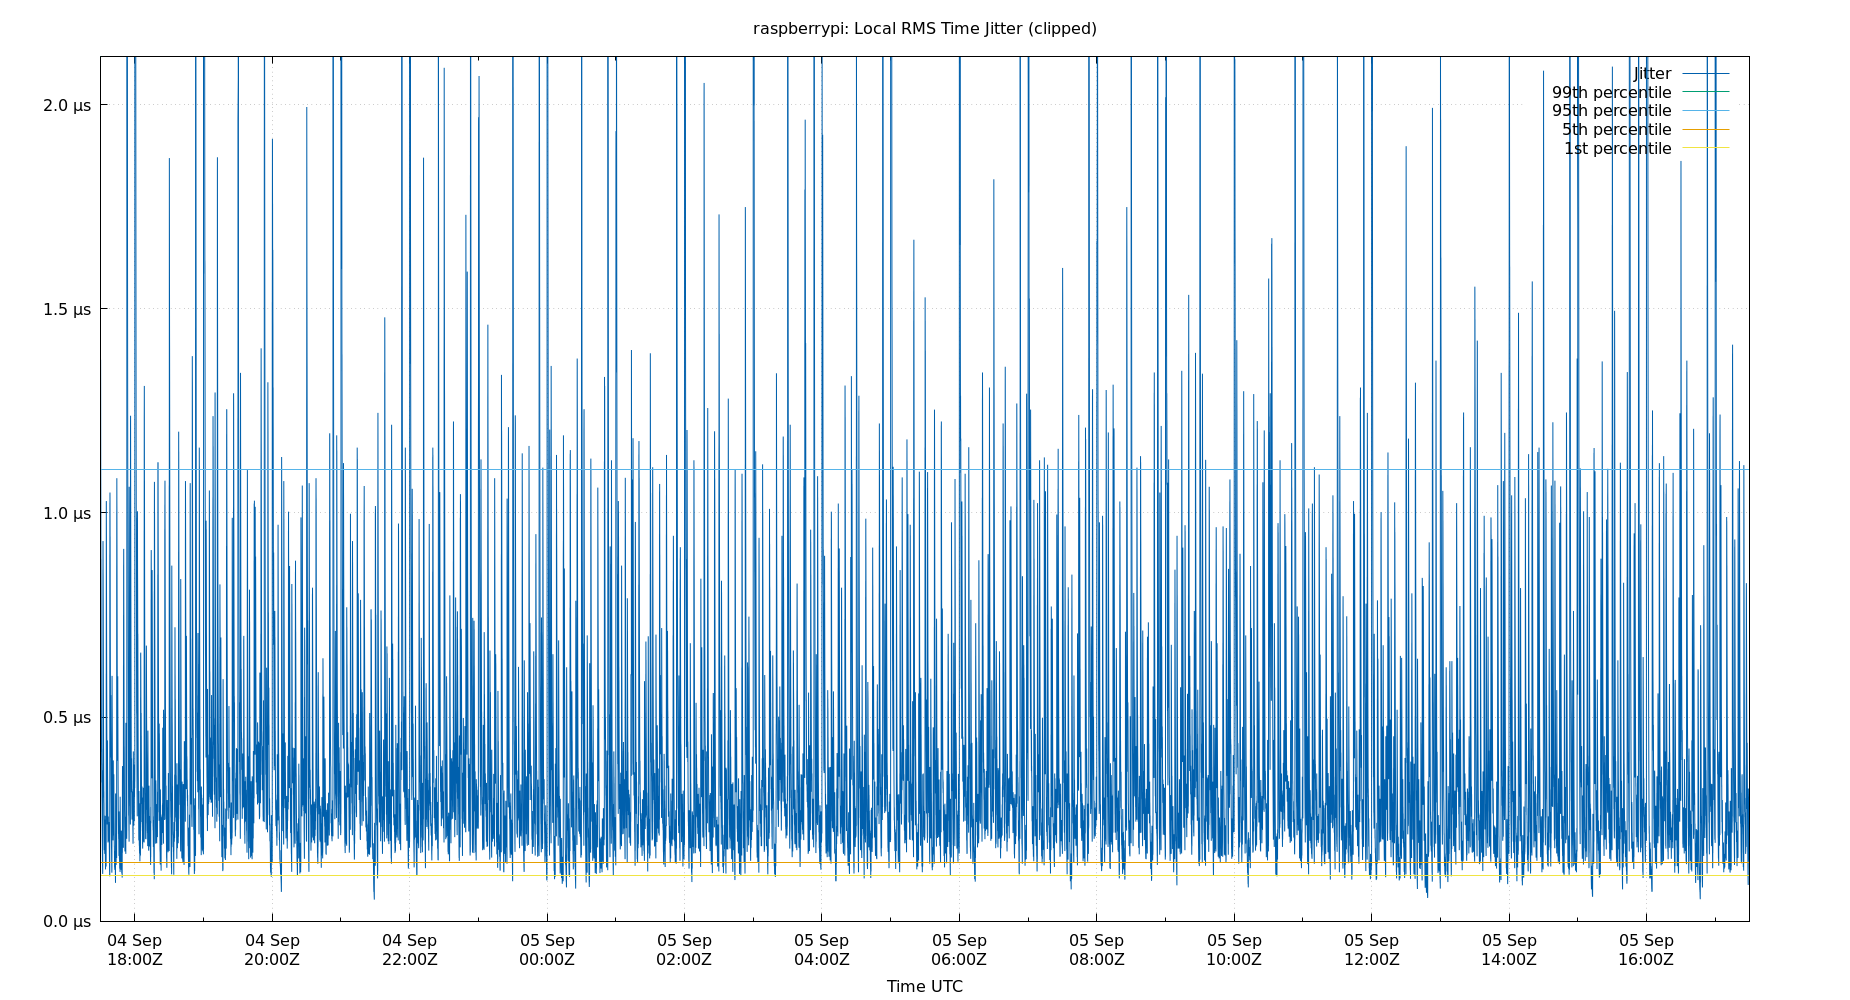 raspberrypi: Local RMS Time Jitter (clipped)
Jitter
99th percentile
95th percentile
5th percentile
1st percentile
2.0 µs
1.5 µs
1.0 µs
0.5 µs
0.0 µs
04 Sep 04 Sep 04 Sep 05 Sep 05 Sep 05 Sep 05 Sep 05 Sep 05 Sep 05 Sep 05 Sep 05 Sep
18:00Z 20:00Z 22:00Z 00:00Z 02:00Z 04:00Z 06:00Z 08:00Z 10:00Z 12:00Z 14:00Z 16:00Z
Time UTC